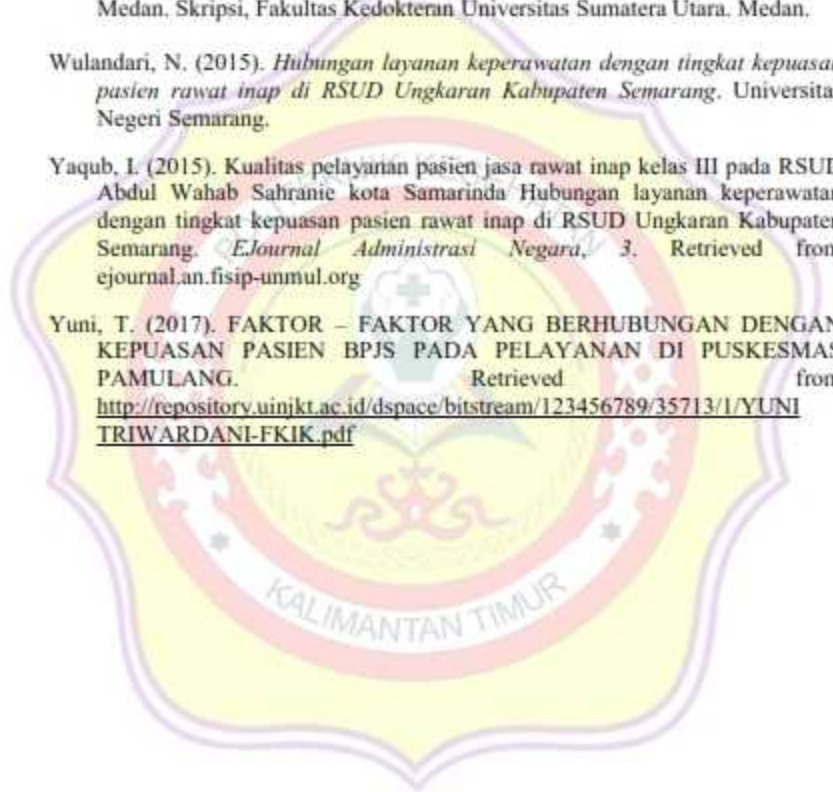 Medan. Skripsi, Fakultas Kedokteran Universitas Sumatera Utara. Medan.
Wulandari, N. (2015). Hubungan layanan keperawatan dengan tingkat kepuasan
pasien rawat inap di RSUD Ungkaran Kabupaten Semarang. Universita
Negeri Semarang.
Yaqub, I. (2015). Kualitas pelayanan pasien jasa rawat inap kelas III pada RSUD
Abdul Wahab Sahranie kota Samarinda Hubungan layanan keperawatan
dengan tingkat kepuasan pasien rawat inap di RSUD Ungkaran Kabupaten
Semarang. EJournal Administrasi Negara, 3. Retrieved from
ejournal.an.fisip-unmul.org
Yuni, T. (2017). FAKTOR – FAKTOR YANG BERHUBUNGAN DENGAN
KEPUASAN PASIEN BPJS PADA PELAYANAN DI PUSKESMAS
PAMULANG. Retrieved from
http://repository.uinjkt.ac.id/dspace/bitstream/123456789/35713/1/YUNI
TRIWARDANI-FKIK.pdf
KALIMANTAN TIMUR